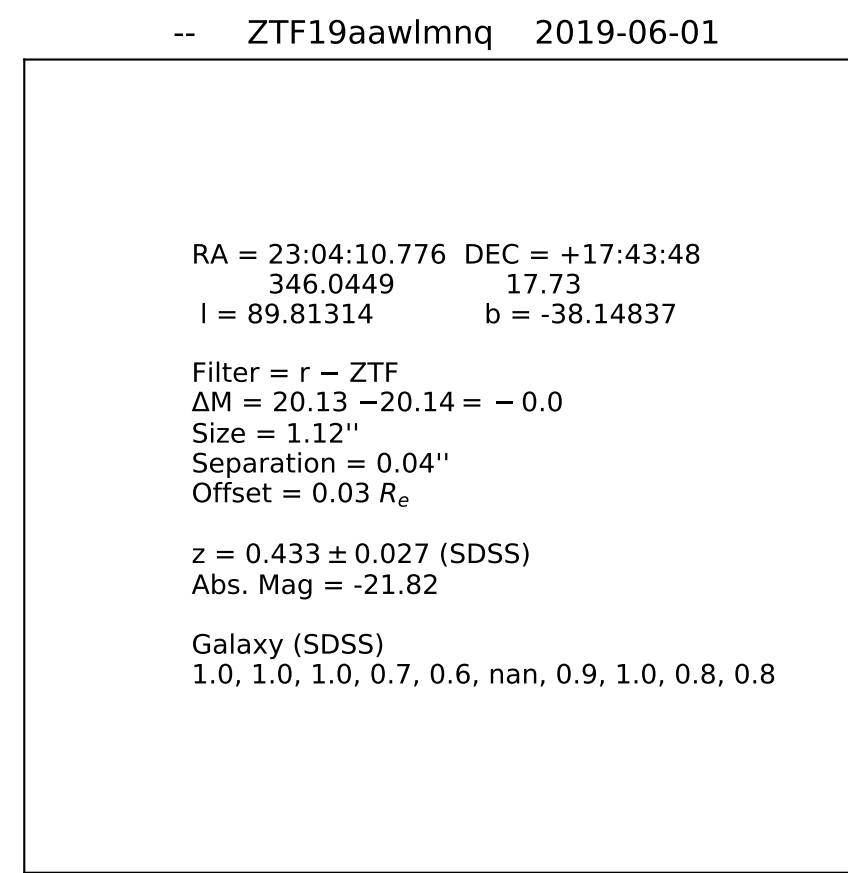 -- ZTF19aawlmnq 2019-06-01
RA = 23:04:10.776 DEC = +17:43:48
346.0449 17.73
l = 89.81314 b = -38.14837
Filter = r − ZTF
ΔM = 20.13 −20.14 = − 0.0
Size = 1.12''
Separation = 0.04''
Offset = 0.03 Re
z = 0.433 ± 0.027 (SDSS)
Abs. Mag = -21.82
Galaxy (SDSS)
1.0, 1.0, 1.0, 0.7, 0.6, nan, 0.9, 1.0, 0.8, 0.8